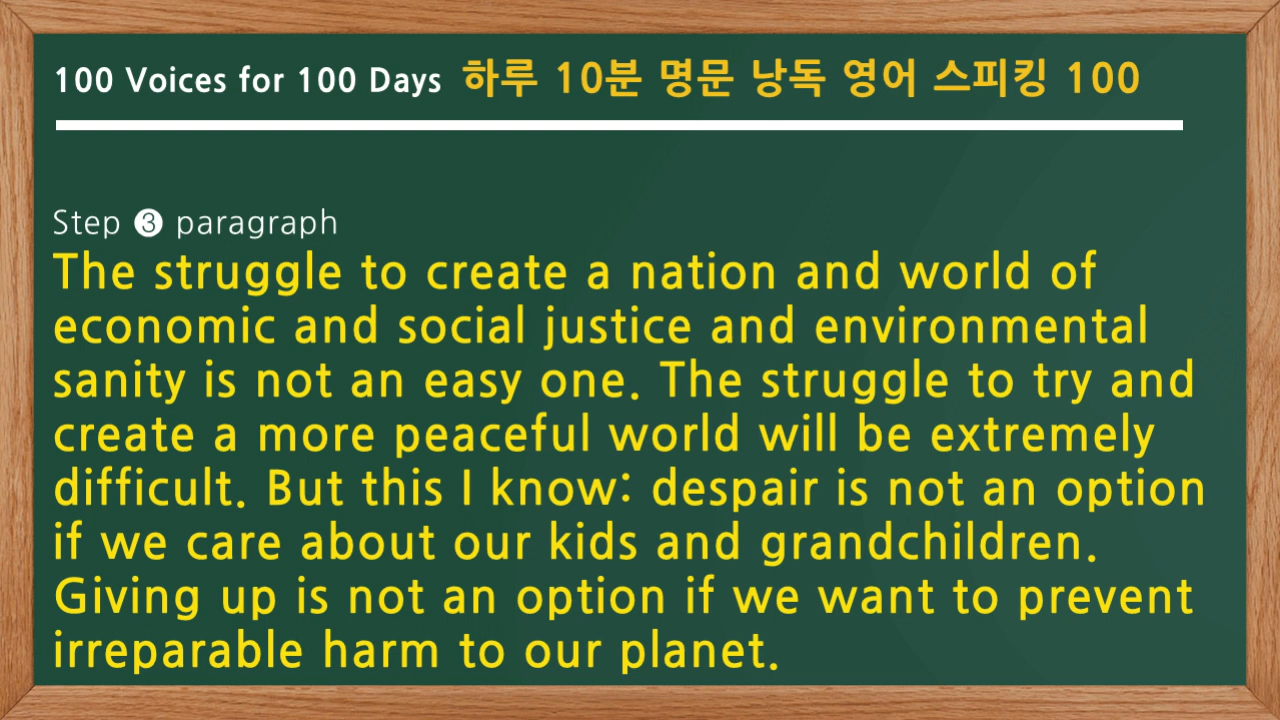 100 Voices for 100 Days 하루 10분 명문 낭독 영어 스피킹 100
Step ❸ paragraph
The struggle to create a nation and world of
economic and social justice and environmental
sanity is not an easy one. The struggle to try and
create a more peaceful world will be extremely
difficult. But this I know: despair is not an option
if we care about our kids and grandchildren.
Giving up is not an option if we want to prevent
irreparable harm to our planet.